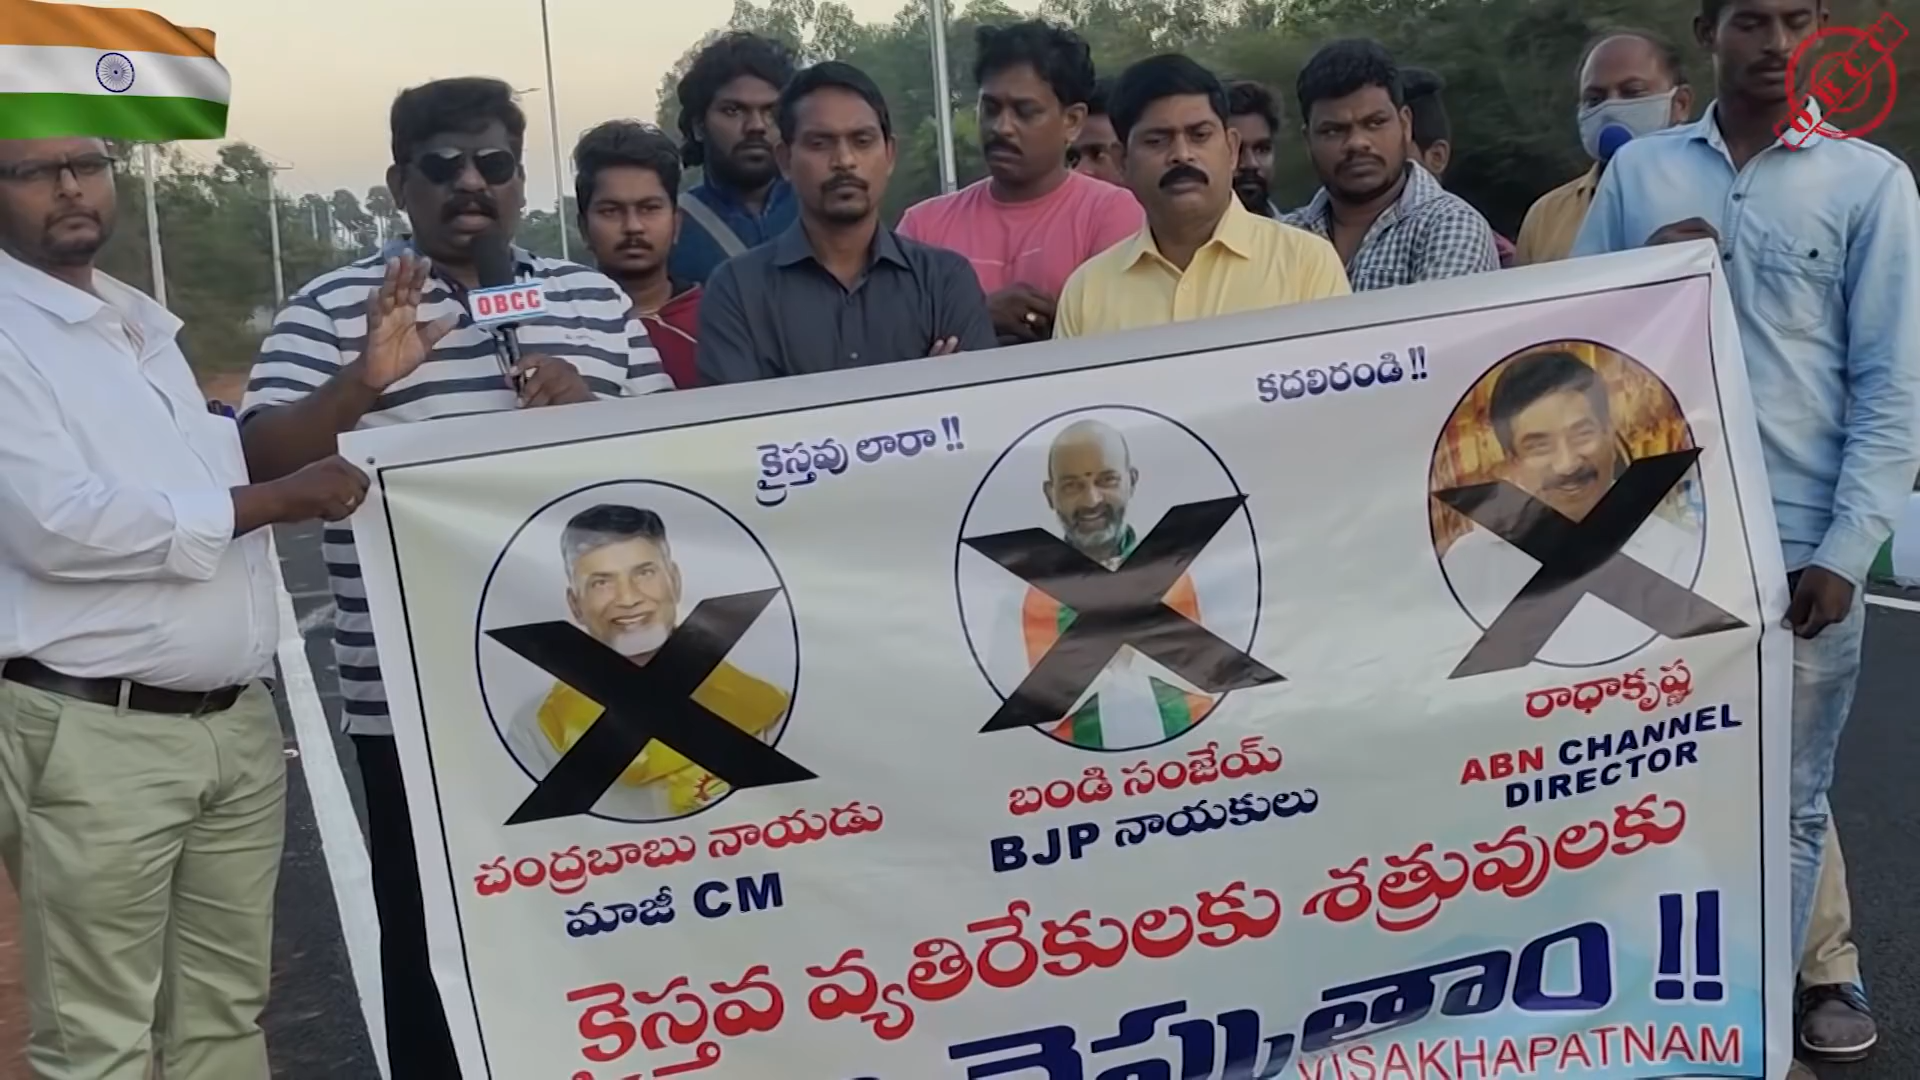 OBCC
క్రైస్తవు లారా !!
కదలిరండి !!
చంద్రబాబు నాయుడు
మాజీ CM
బండి సంజేయ్
BJP నాయకులు
రాధాకృష్ణ
ABN CHANNEL
DIRECTOR
క్రైస్తవ వ్యతిరేకులకు శత్రువులకు
చెప్పుతాం !!
VISAKHAPATNAM